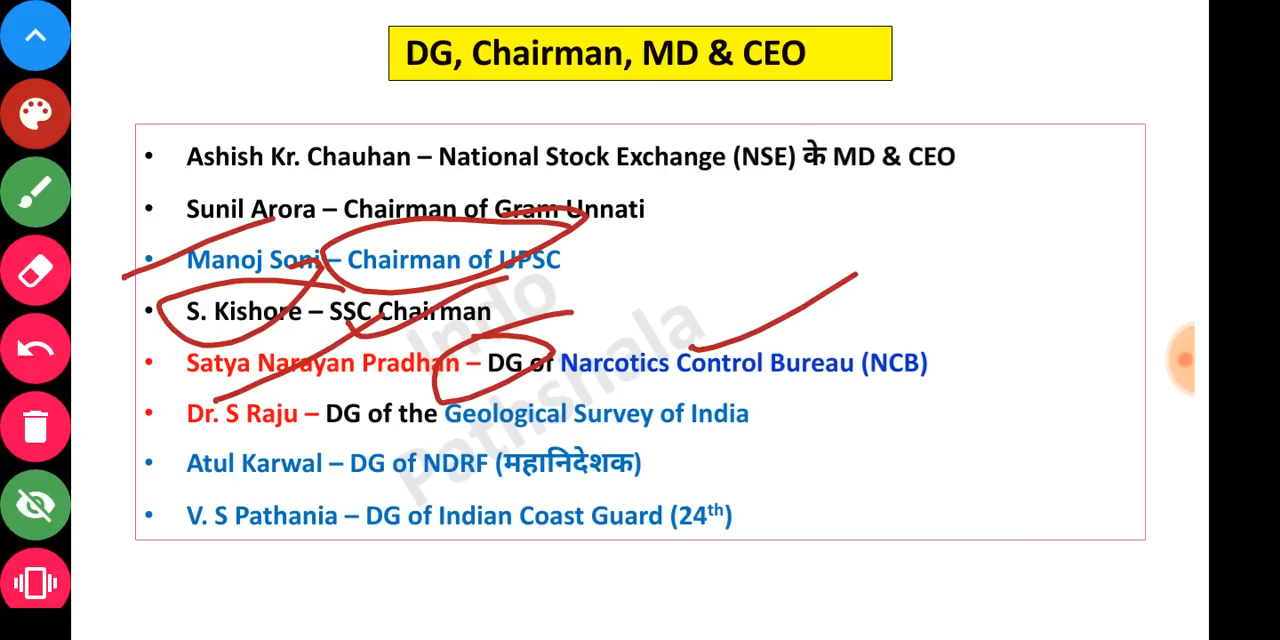 DG, Chairman, MD & CEO
• Ashish Kr. Chauhan – National Stock Exchange (NSE) के MD & CEO
• Sunil Arora – Chairman of Gram Unnati
• Manoj Soni – Chairman of UPSC
• S. Kishore – SSC Chairman
• Satya Narayan Pradhan – DG of Narcotics Control Bureau (NCB)
• Dr. S Raju – DG of the Geological Survey of India
• Atul Karwal – DG of NDRF (महानिदेशक)
• V. S Pathania – DG of Indian Coast Guard (24th)
Indo
Pathshala